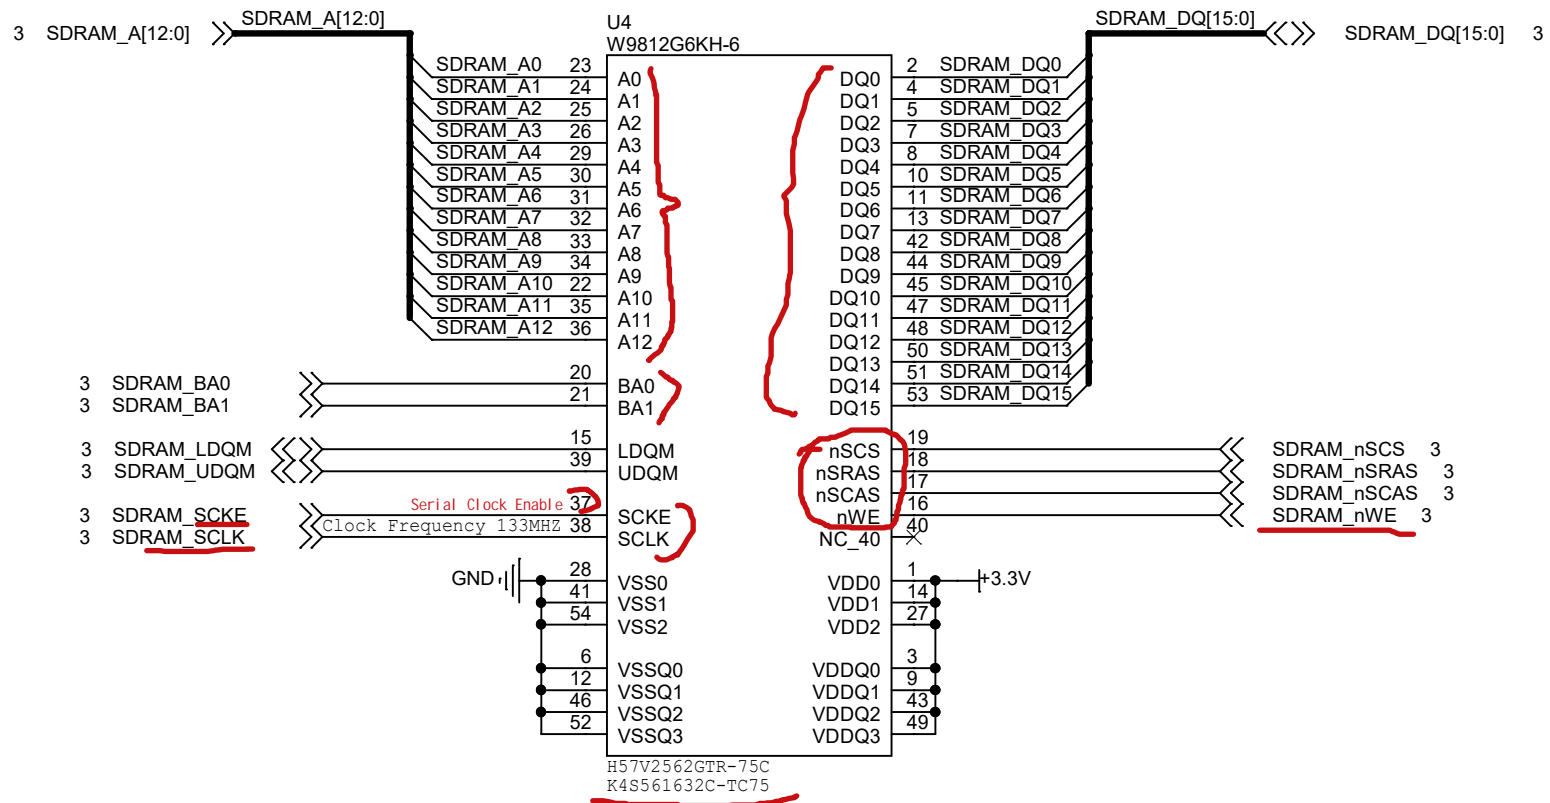 3 SDRAM_A[12:0] SDRAM_A[12:0] U4 SDRAM_DQ[15:0] SDRAM_DQ[15:0] 3
W9812G6KH-6
SDRAM_A0 23 A0 DQ0 2 SDRAM_DQ0
SDRAM_A1 24 A1 DQ1 4 SDRAM_DQ1
SDRAM_A2 25 A2 DQ2 5 SDRAM_DQ2
SDRAM_A3 26 A3 DQ3 7 SDRAM_DQ3
SDRAM_A4 29 A4 DQ4 8 SDRAM_DQ4
SDRAM_A5 30 A5 DQ5 10 SDRAM_DQ5
SDRAM_A6 31 A6 DQ6 11 SDRAM_DQ6
SDRAM_A7 32 A7 DQ7 13 SDRAM_DQ7
SDRAM_A8 33 A8 DQ8 42 SDRAM_DQ8
SDRAM_A9 34 A9 DQ9 44 SDRAM_DQ9
SDRAM_A10 22 A10 DQ10 45 SDRAM_DQ10
SDRAM_A11 35 A11 DQ11 47 SDRAM_DQ11
SDRAM_A12 36 A12 DQ12 48 SDRAM_DQ12
DQ13 50 SDRAM_DQ13
3 SDRAM_BA0 20 BA0 DQ14 51 SDRAM_DQ14
3 SDRAM_BA1 21 BA1 DQ15 53 SDRAM_DQ15
3 SDRAM_LDQM 15 LDQM nSCS 19 SDRAM_nSCS 3
3 SDRAM_UDQM 39 UDQM nSRAS 18 SDRAM_nSRAS 3
nSCAS 17 SDRAM_nSCAS 3
Serial Clock Enable
3 SDRAM_SCKE 37 SCKE nWE 16 SDRAM_nWE 3
Clock Frequency 133MHZ
3 SDRAM_SCLK 38 SCLK NC_40 40
GND 28 VSS0 VDD0 1 +3.3V
41 VSS1 VDD1 14
54 VSS2 VDD2 27
6 VSSQ0 VDDQ0 3
12 VSSQ1 VDDQ1 9
46 VSSQ2 VDDQ2 43
52 VSSQ3 VDDQ3 49
H57V2562GTR-75C
K4S561632C-TC75